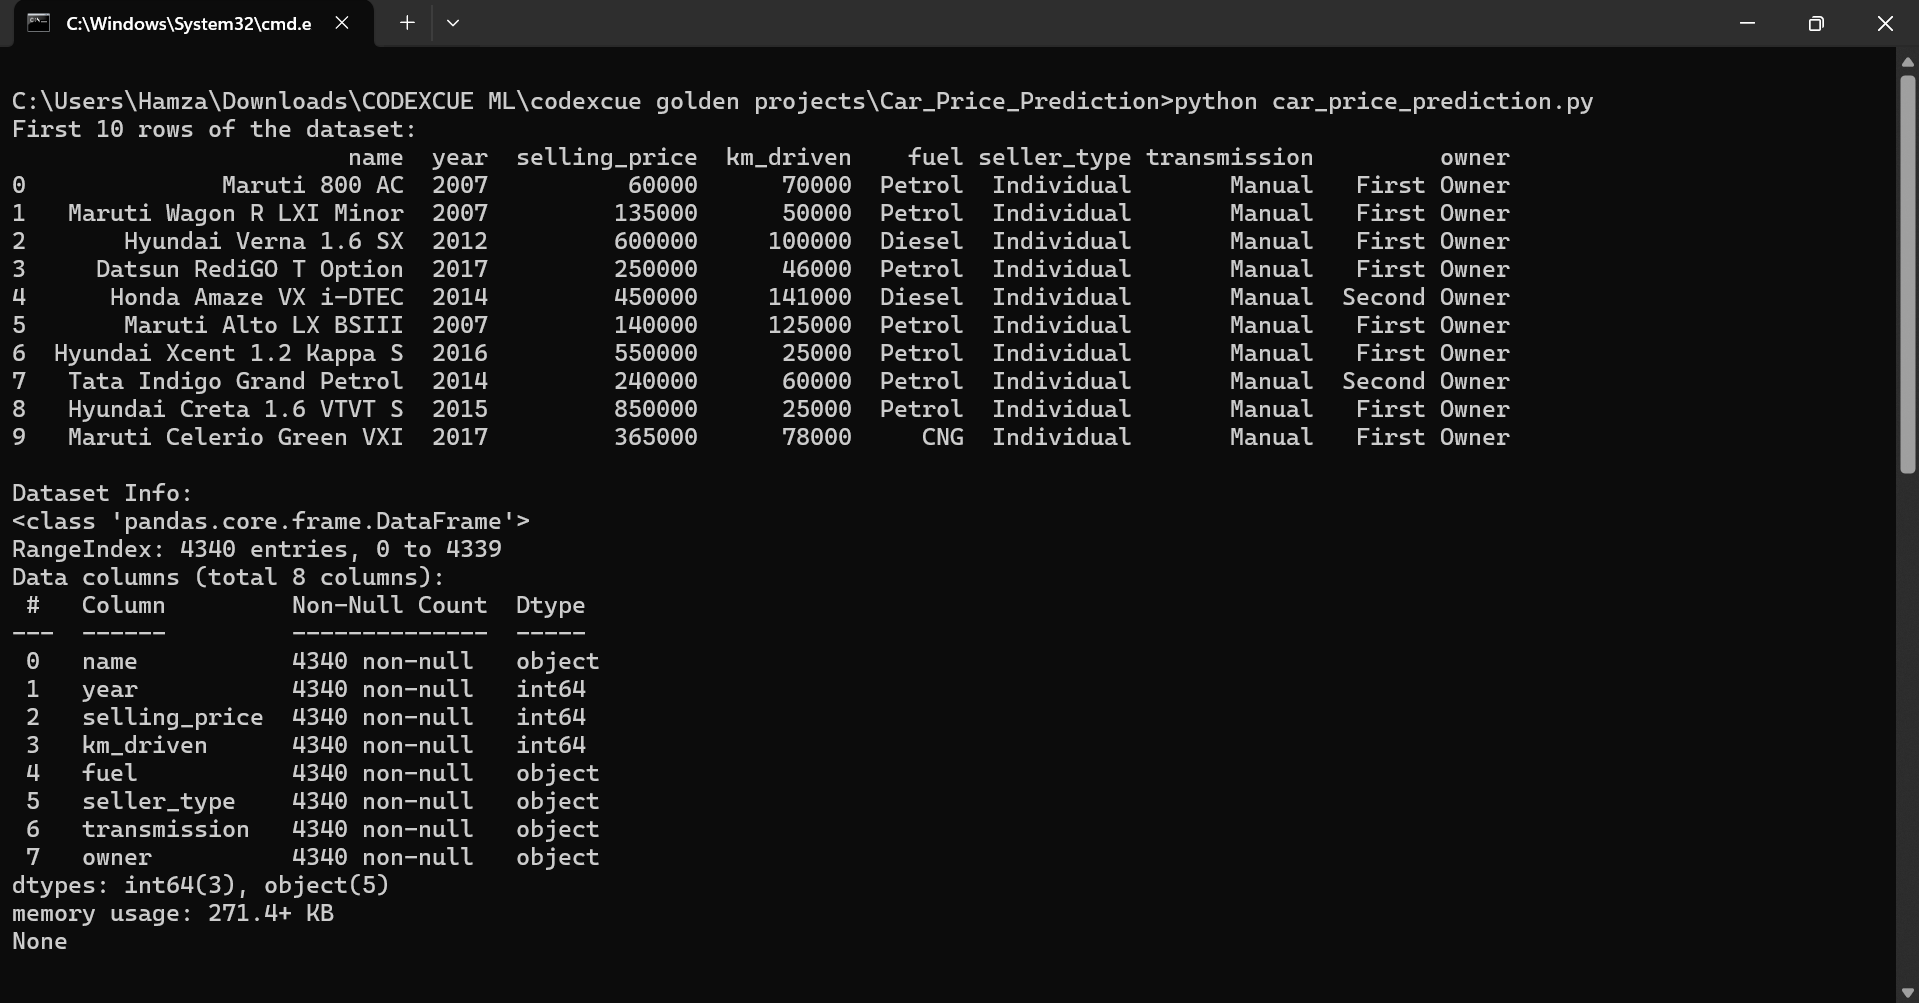 C:\Windows\System32\cmd.e
C:\Users\Hamza\Downloads\CODEXCUE ML\codexcue golden projects\Car_Price_Prediction>python car_price_prediction.py
First 10 rows of the dataset:
                        name  year  selling_price  km_driven    fuel seller_type transmission         owner
0              Maruti 800 AC  2007          60000      70000  Petrol  Individual       Manual   First Owner
1   Maruti Wagon R LXI Minor  2007         135000      50000  Petrol  Individual       Manual   First Owner
2       Hyundai Verna 1.6 SX  2012         600000     100000  Diesel  Individual       Manual   First Owner
3     Datsun RediGO T Option  2017         250000      46000  Petrol  Individual       Manual   First Owner
4      Honda Amaze VX i-DTEC  2014         450000     141000  Diesel  Individual       Manual  Second Owner
5       Maruti Alto LX BSIII  2007         140000     125000  Petrol  Individual       Manual   First Owner
6  Hyundai Xcent 1.2 Kappa S  2016         550000      25000  Petrol  Individual       Manual   First Owner
7   Tata Indigo Grand Petrol  2014         240000      60000  Petrol  Individual       Manual  Second Owner
8   Hyundai Creta 1.6 VTVT S  2015         850000      25000  Petrol  Individual       Manual   First Owner
9   Maruti Celerio Green VXI  2017         365000      78000     CNG  Individual       Manual   First Owner
Dataset Info:
<class 'pandas.core.frame.DataFrame'>
RangeIndex: 4340 entries, 0 to 4339
Data columns (total 8 columns):
 #   Column         Non-Null Count  Dtype
---  ------         --------------  -----
 0   name           4340 non-null   object
 1   year           4340 non-null   int64
 2   selling_price  4340 non-null   int64
 3   km_driven      4340 non-null   int64
 4   fuel           4340 non-null   object
 5   seller_type    4340 non-null   object
 6   transmission   4340 non-null   object
 7   owner          4340 non-null   object
dtypes: int64(3), object(5)
memory usage: 271.4+ KB
None